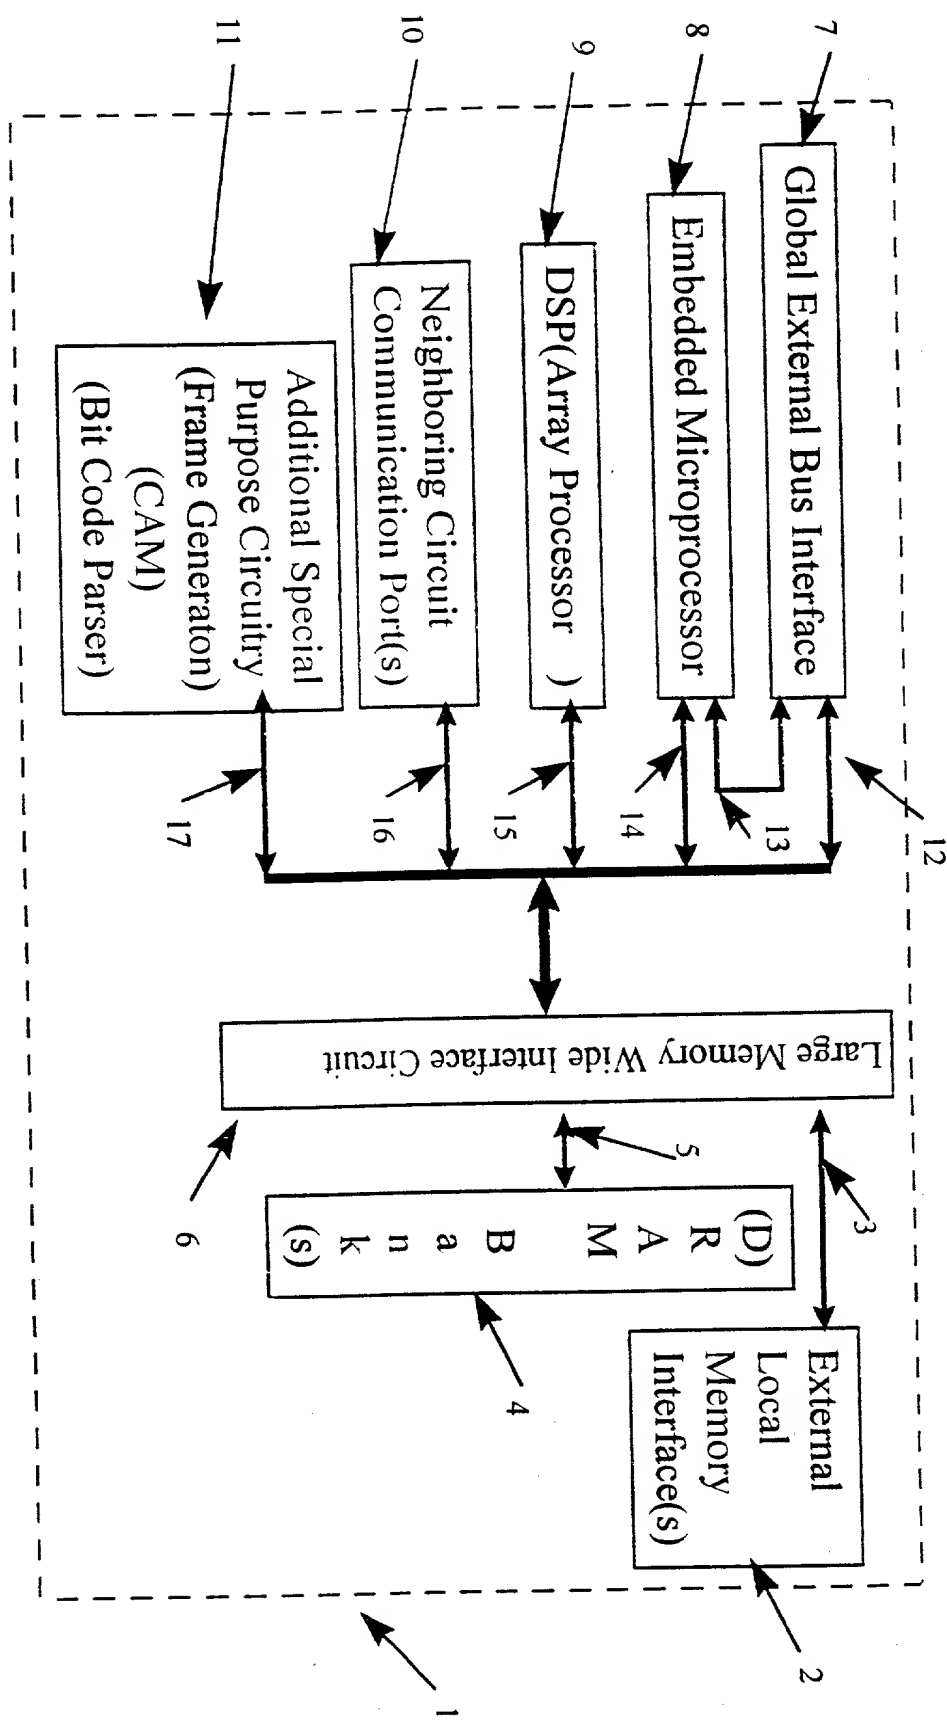 12
7
Global External Bus Interface
13
8
Embedded Microprocessor
14
9
DSP(Array Processor )
15
10
Neighboring Circuit
Communication Port(s)
16
11
Additional Special
Purpose Circuitry
(Frame Generaton)
(CAM)
(Bit Code Parser)
17
Large Memory Wide Interface Circuit
6
3
5
(D)
R
A
M
B
a
n
k
(s)
4
External
Local
Memory
Interface(s)
2
1